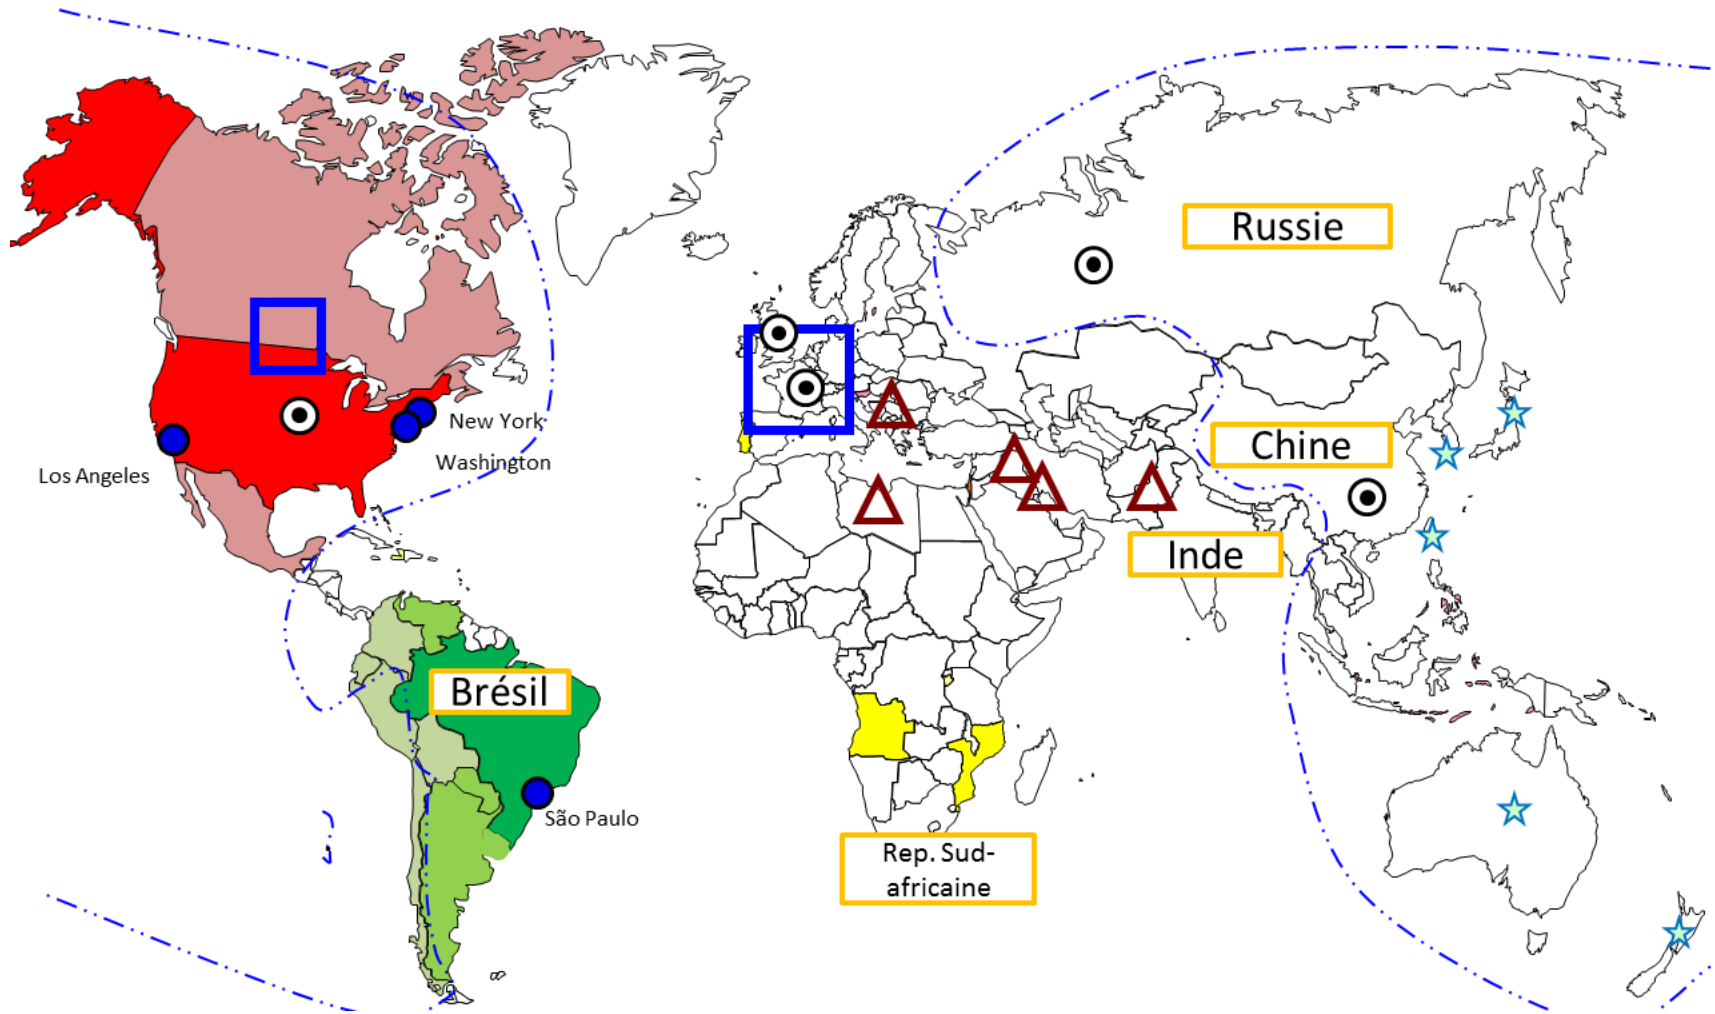 Russie
New York
Chine
Washington
Los Angeles
Inde
Brésil
São Paulo
Rep. Sud-
africaine